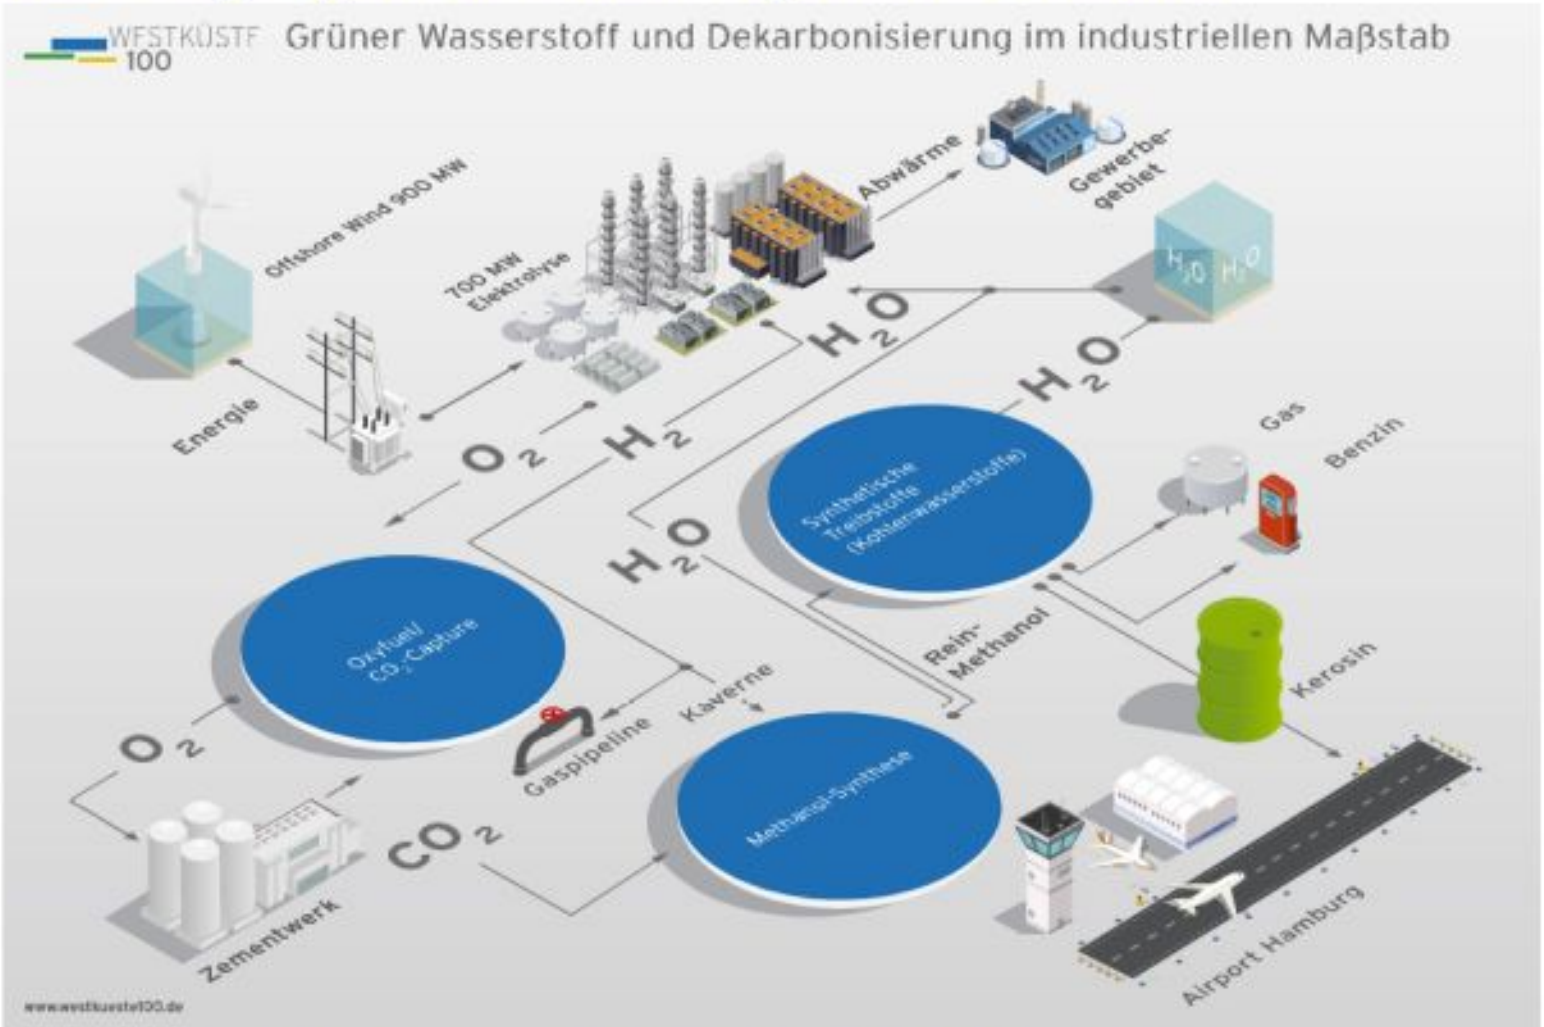 WESTKÜSTE
100
Grüner Wasserstoff und Dekarbonisierung im industriellen Maßstab
Offshore Wind 900 MW
700 MW
Elektrolyse
Abwärme
Gewerbe-
gebiet
H₂O H₂O
H₂O
H₂O
Energie
O₂
H₂
Gas
Benzin
Synthetische
Treibstoffe
(Kohlenwasserstoffe)
H₂O
Oxyfuel/
CO₂-Capture
Rein-
Methanol
Kerosin
O₂
Gaspipeline
Kaverne
Methanol-Synthese
CO₂
Zementwerk
Airport Hamburg
www.westkueste100.de